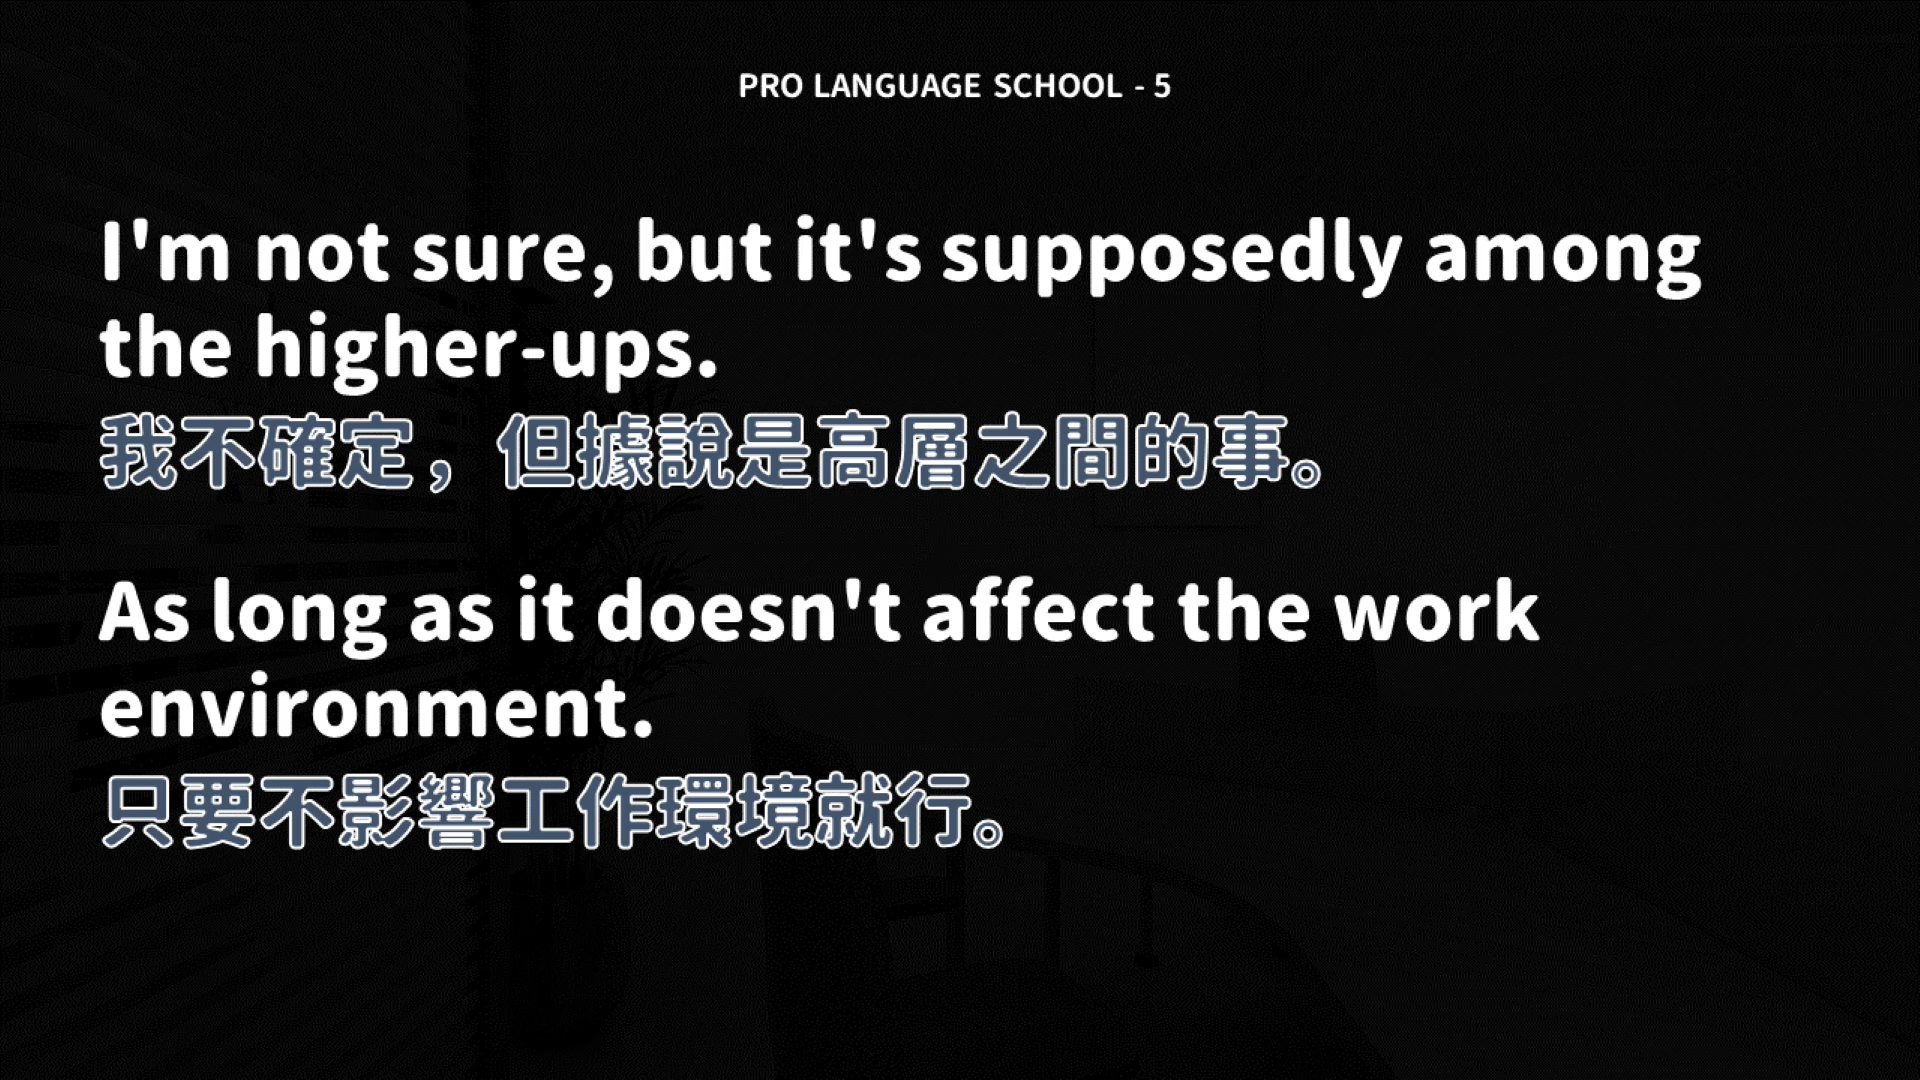 PRO LANGUAGE SCHOOL - 5
I'm not sure, but it's supposedly among
the higher-ups.
我不確定，但據說是高層之間的事。
As long as it doesn't affect the work
environment.
只要不影響工作環境就行。